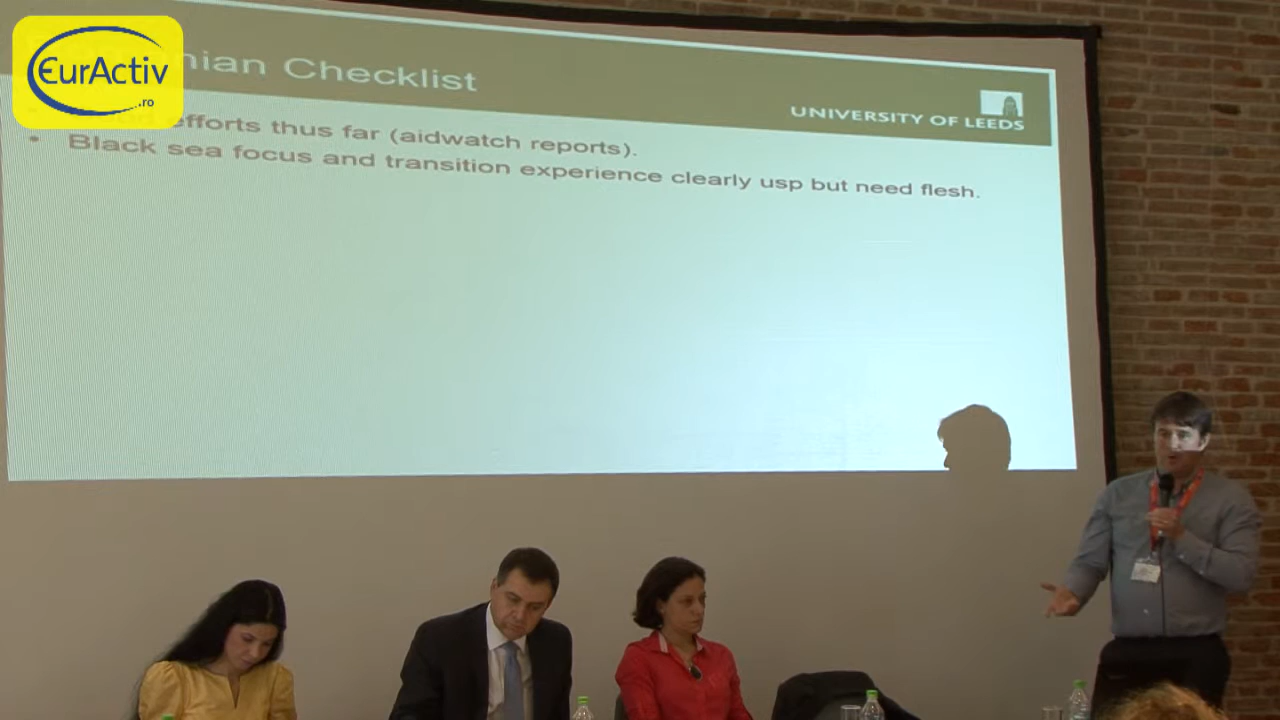 EurActiv
.ro
nian Checklist
UNIVERSITY OF LEEDS
efforts thus far (aidwatch reports).
• Black sea focus and transition experience clearly usp but need flesh.